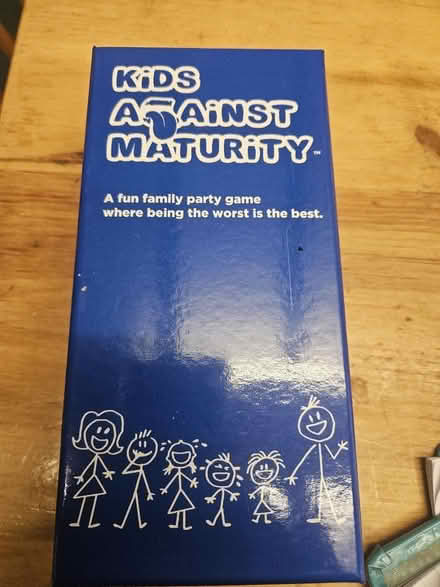 KiDS
AGAiNST
MATURiTY™
A fun family party game
where being the worst is the best.